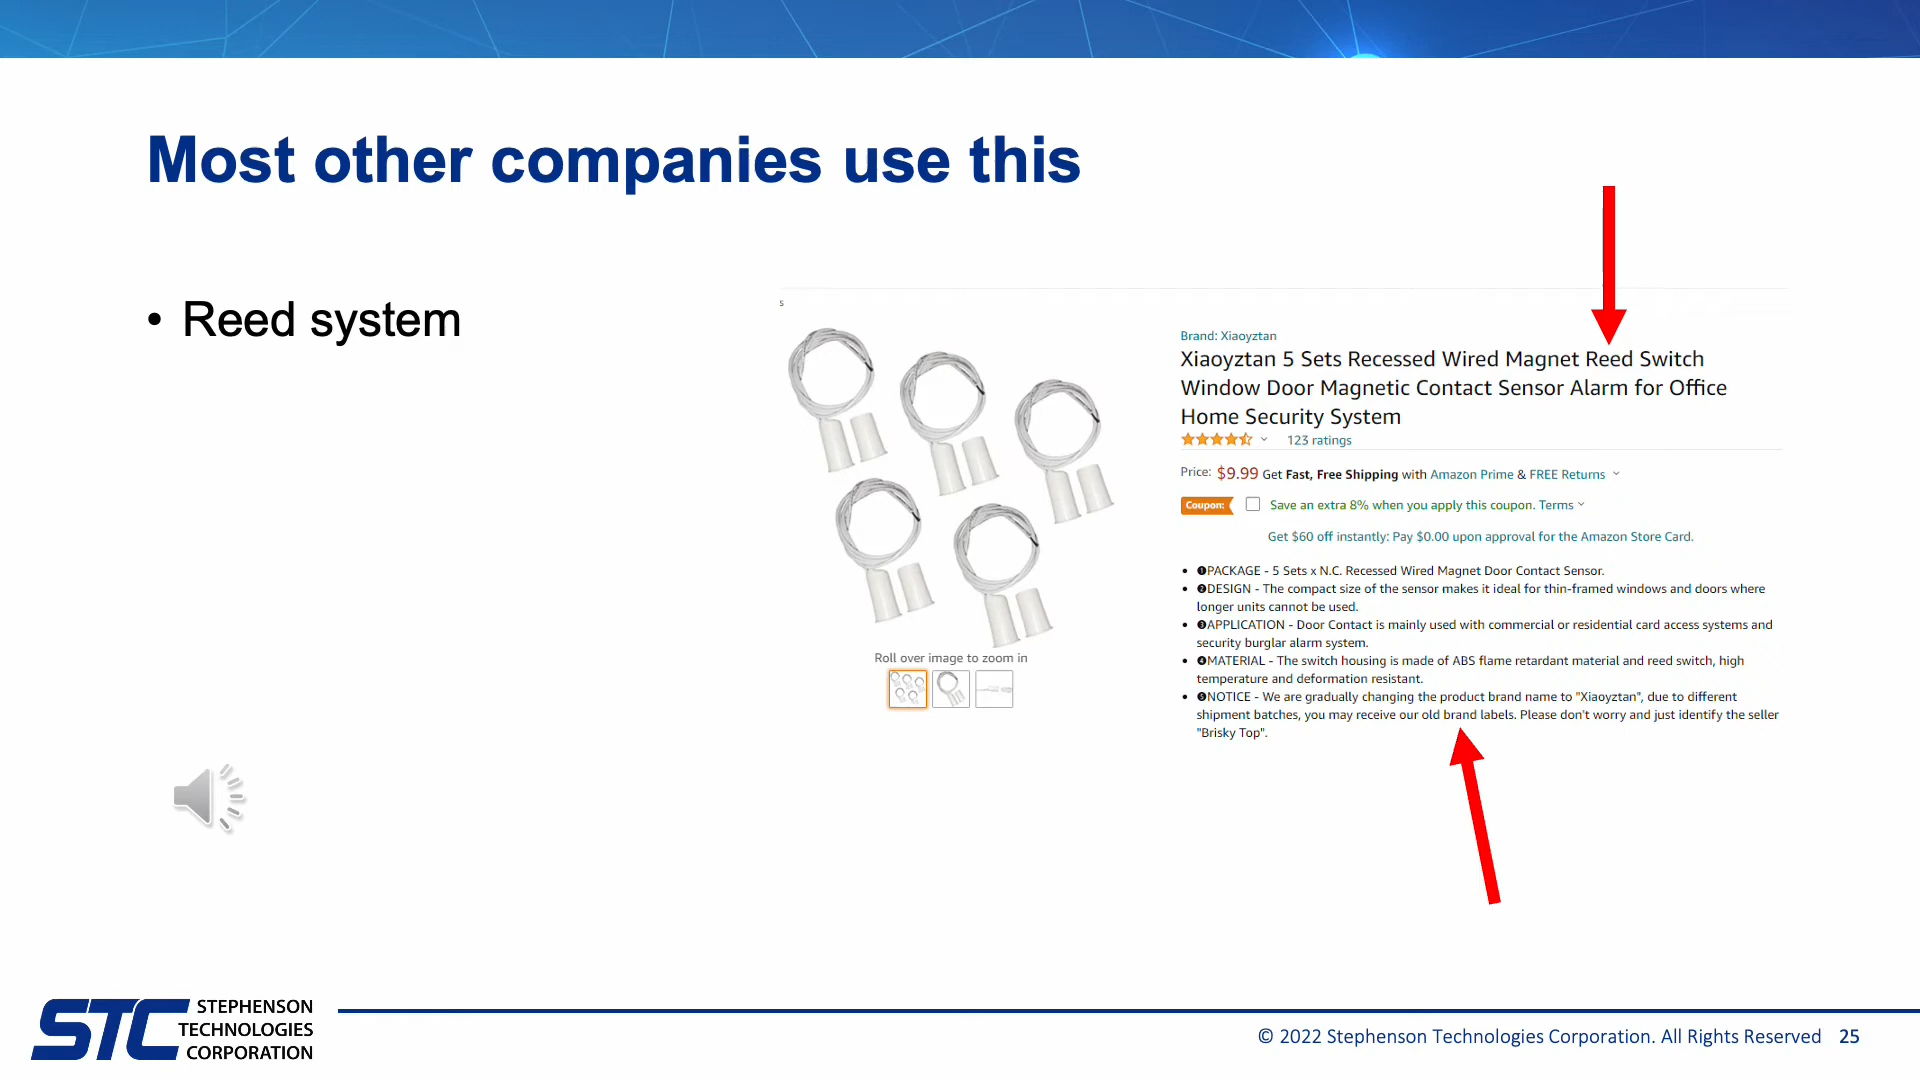 Most other companies use this
• Reed system
s
Roll over image to zoom in
Brand: Xiaoyztan
Xiaoyztan 5 Sets Recessed Wired Magnet Reed Switch
Window Door Magnetic Contact Sensor Alarm for Office
Home Security System
123 ratings
Price: $9.99 Get Fast, Free Shipping with Amazon Prime & FREE Returns
Coupon: Save an extra 8% when you apply this coupon. Terms
Get $60 off instantly: Pay $0.00 upon approval for the Amazon Store Card.
• ❶PACKAGE - 5 Sets x N.C. Recessed Wired Magnet Door Contact Sensor.
• ❷DESIGN - The compact size of the sensor makes it ideal for thin-framed windows and doors where
longer units cannot be used.
• ❸APPLICATION - Door Contact is mainly used with commercial or residential card access systems and
security burglar alarm system.
• ❹MATERIAL - The switch housing is made of ABS flame retardant material and reed switch, high
temperature and deformation resistant.
• ❺NOTICE - We are gradually changing the product brand name to "Xiaoyztan", due to different
shipment batches, you may receive our old brand labels. Please don't worry and just identify the seller
"Brisky Top".
STC
STEPHENSON
TECHNOLOGIES
CORPORATION
© 2022 Stephenson Technologies Corporation. All Rights Reserved 25